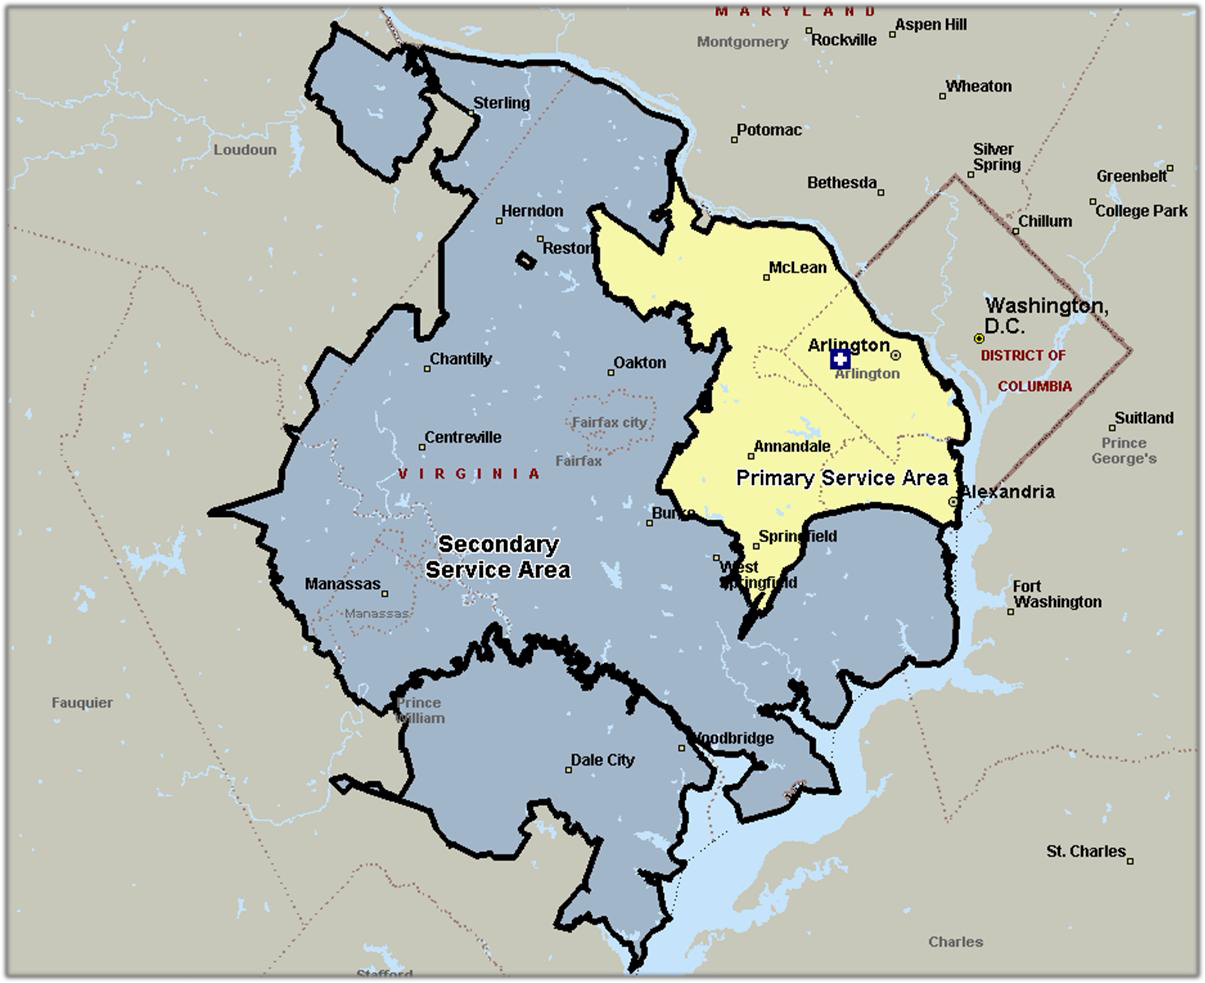 MARYLAND
Aspen Hill
Montgomery
Rockville
Wheaton
Sterling
Potomac
Loudoun
Silver
Spring
Greenbelt
Bethesda
College Park
Herndon
Chillum
Reston
McLean
Washington,
D.C.
Arlington
DISTRICT OF
Chantilly
Oakton
Arlington
COLUMBIA
Fairfax city
Suitland
Centreville
Prince
George's
Annandale
Fairfax
VIRGINIA
Primary Service Area
Alexandria
Burke
Springfield
Secondary
Service Area
West
Springfield
Manassas
Fort
Washington
Manassas
Fauquier
Prince
William
Woodbridge
Dale City
St. Charles
Charles
Stafford